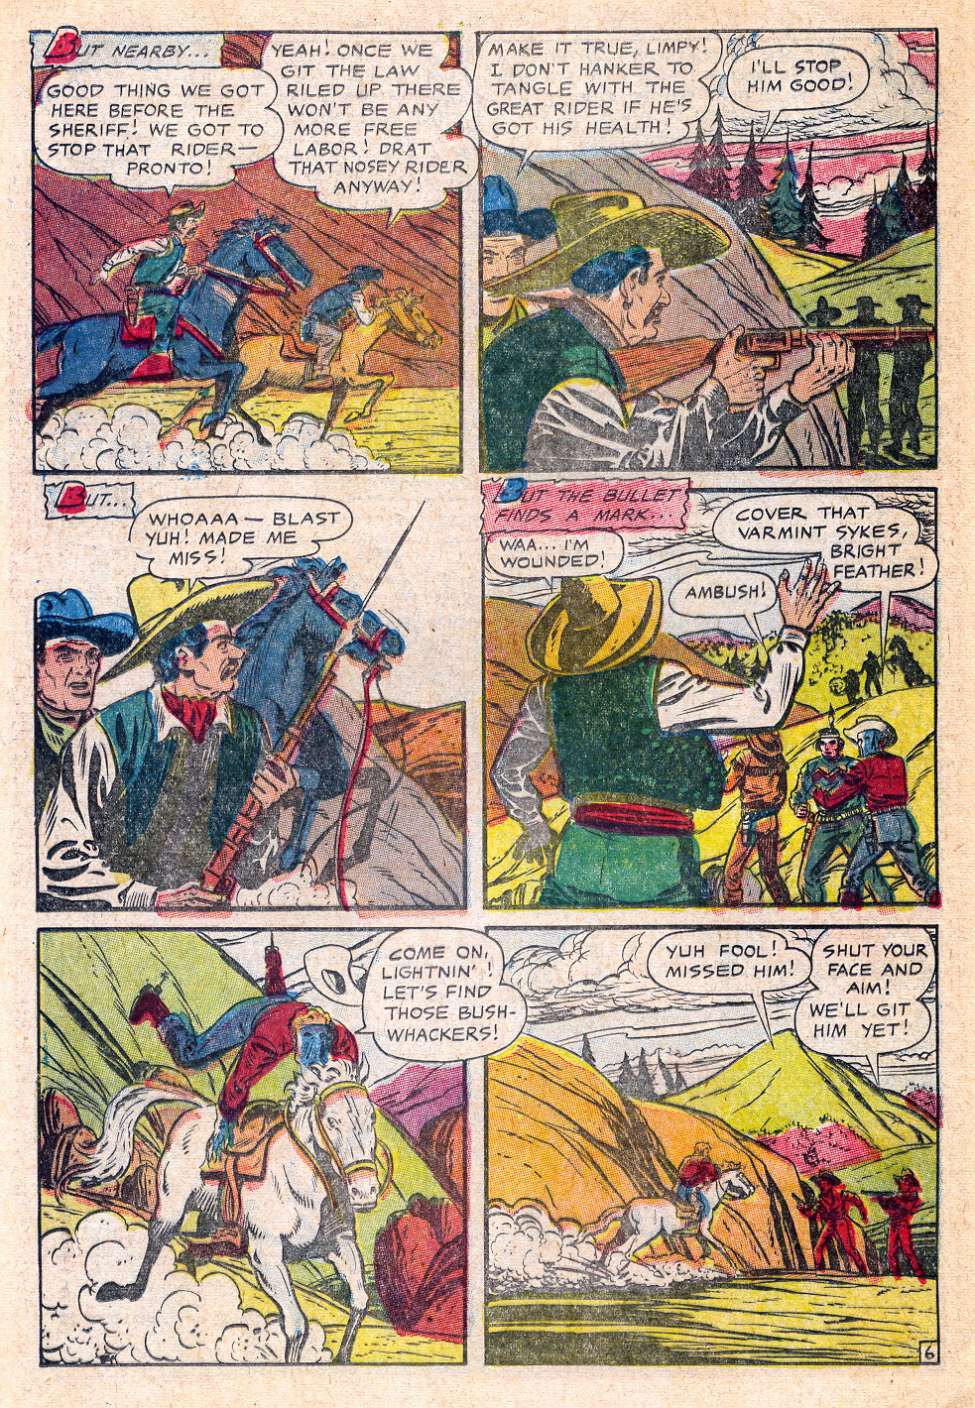 BUT NEARBY...
GOOD THING WE GOT
HERE BEFORE THE
SHERIFF! WE GOT TO
STOP THAT RIDER—
PRONTO!
YEAH! ONCE WE
GIT THE LAW
RILED UP THERE
WON'T BE ANY
MORE FREE
LABOR! DRAT
THAT NOSEY RIDER
ANYWAY!
MAKE IT TRUE, LIMPY!
I DON'T HANKER TO
TANGLE WITH THE
GREAT RIDER IF HE'S
GOT HIS HEALTH!
I'LL STOP
HIM GOOD!
BUT...
WHOAAA — BLAST
YUH! MADE ME
MISS!
BUT THE BULLET
FINDS A MARK...
WAA... I'M
WOUNDED!
AMBUSH!
COVER THAT
VARMINT SYKES,
BRIGHT
FEATHER!
COME ON,
LIGHTNIN'!
LET'S FIND
THOSE BUSH-
WHACKERS!
YUH FOOL!
MISSED HIM!
SHUT YOUR
FACE AND
AIM!
WE'LL GIT
HIM YET!
6